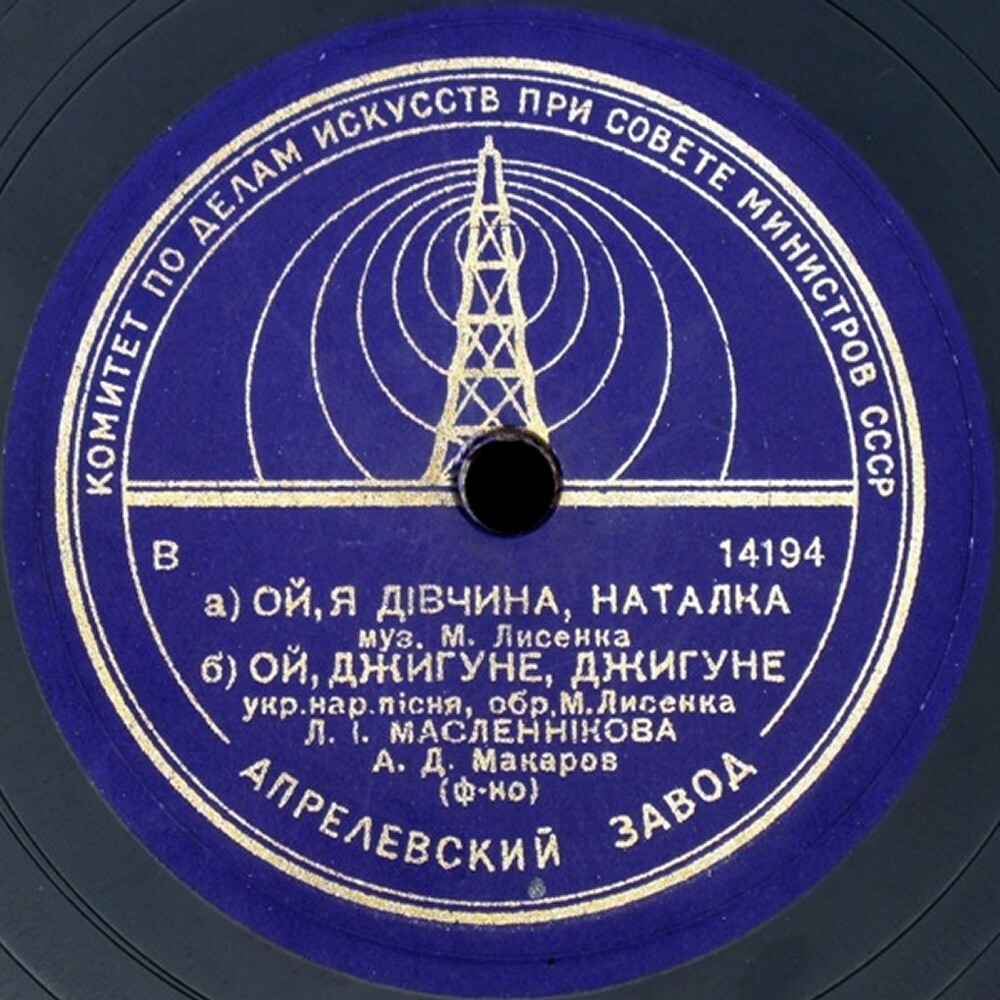 КОМИТЕТ ПО ДЕЛАМ ИСКУССТВ ПРИ СОВЕТЕ МИНИСТРОВ СССР
В 14194
а) ОЙ, Я ДІВЧИНА, НАТАЛКА
муз. М. Лисенка
б) ОЙ, ДЖИГУНЕ, ДЖИГУНЕ
укр.нар.пісня, обр.М.Лисенка
Л. І. МАСЛЕННІКОВА
А. Д. Макаров
(ф-но)
АПРЕЛЕВСКИЙ ЗАВОД